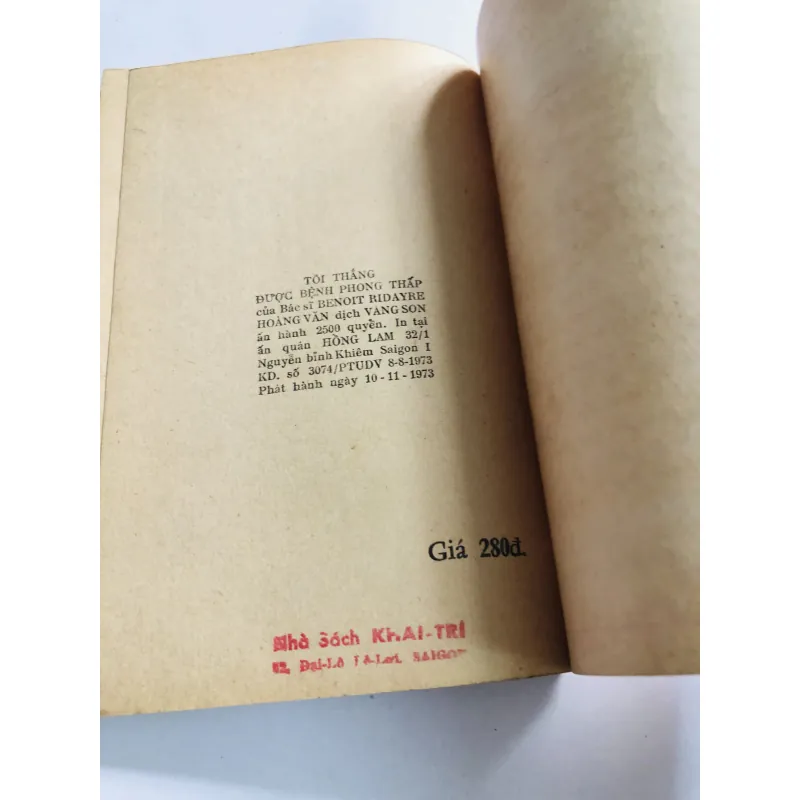 TÔI THẮNG
ĐƯỢC BỆNH PHONG THẤP
của Bác sĩ BENOIT RIDAYRE
HOÀNG VĂN dịch VANG SON
ấn hành 2500 quyển. In tại
ấn quán HỒNG LAM 32/1
Nguyễn bỉnh Khiêm Saigon I
KD. số 3074/PTUDV 8-8-1973
Phát hành ngày 10-11-1973
Giá 280đ.
Nhà Sách KHAI-TRÍ
62, Đại-Lộ Lê-Lợi, SAIGON